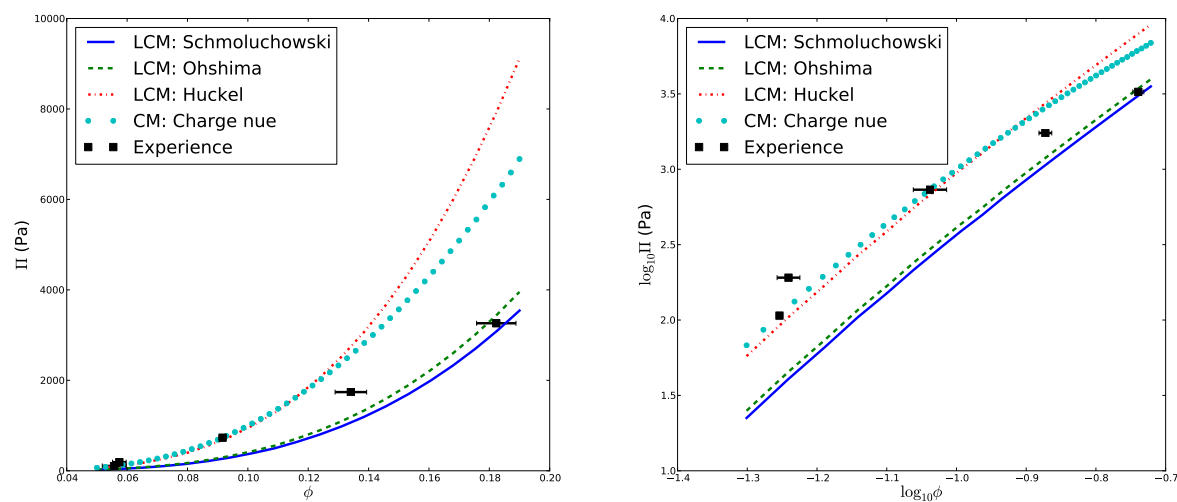 10000
8000
6000
4000
2000
0
Π (Pa)
0.04 0.06 0.08 0.10 0.12 0.14 0.16 0.18 0.20
ϕ
LCM: Schmoluchowski
LCM: Ohshima
LCM: Huckel
CM: Charge nue
Experience
4.0
3.5
3.0
2.5
2.0
1.5
1.0
log₁₀Π (Pa)
−1.4 −1.3 −1.2 −1.1 −1.0 −0.9 −0.8 −0.7
log₁₀ϕ
LCM: Schmoluchowski
LCM: Ohshima
LCM: Huckel
CM: Charge nue
Experience